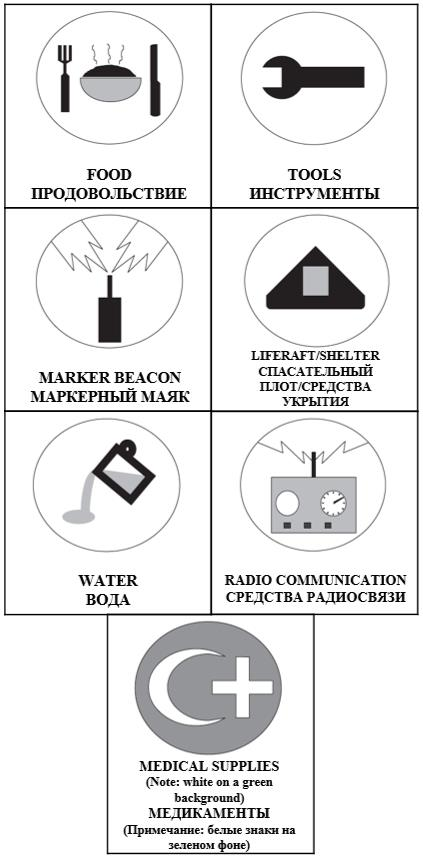 FOOD
ПРОДОВОЛЬСТВИЕ
TOOLS
ИНСТРУМЕНТЫ
MARKER BEACON
МАРКЕРНЫЙ МАЯК
LIFERAFT/SHELTER
СПАСАТЕЛЬНЫЙ
ПЛОТ/СРЕДСТВА
УКРЫТИЯ
WATER
ВОДА
RADIO COMMUNICATION
СРЕДСТВА РАДИОСВЯЗИ
MEDICAL SUPPLIES
(Note: white on a green
background)
МЕДИКАМЕНТЫ
(Примечание: белые знаки на
зеленом фоне)